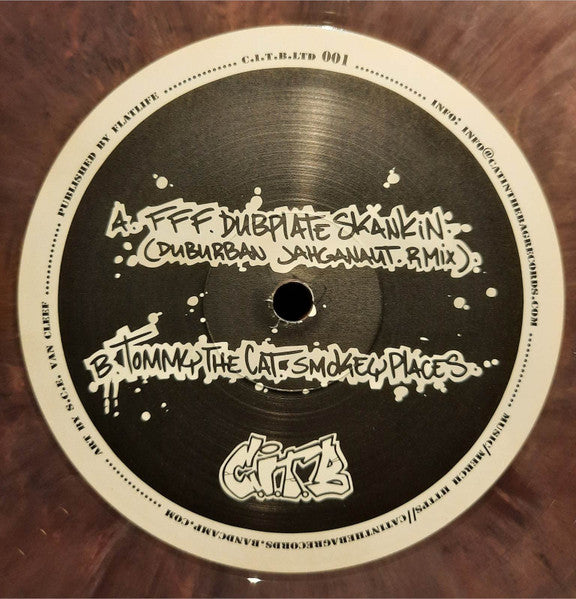 C.I.T.B.LTD 001
INFO: INFO@CATINTHEBAGRECORDS.COM
MUSIC/MERCH HTTPS//CATINTHEBAGRECORDS.BANDCAMP.COM
ART BY S.C.E. VAN CLEEF
PUBLISHED BY FLATLIFE
A. FFF. DUBPLATE SKANKIN.
(DUBURBAN JAHGANAUT. RMIX)
B. TOMMY THE CAT. SMOKEY PLACES.
C.I.T.B